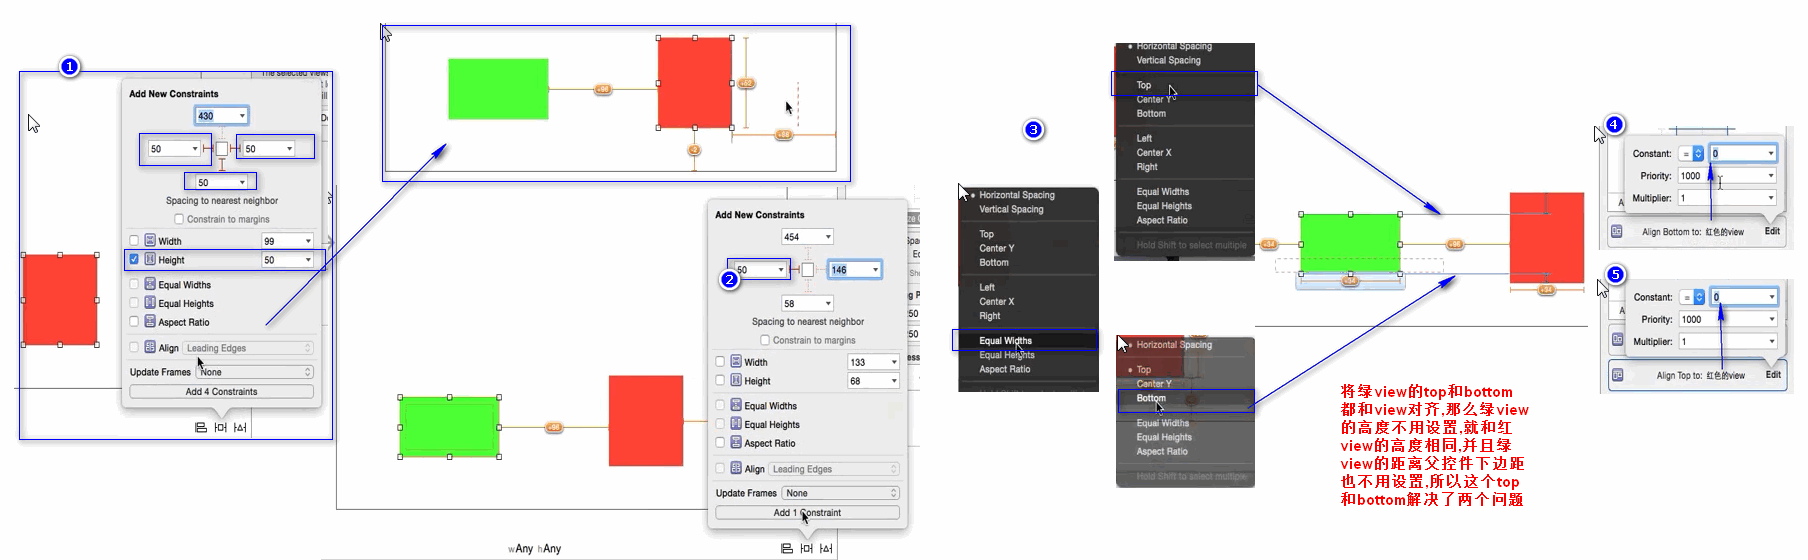 1
The selected views
Add New Constraints
430
50
50
50
Spacing to nearest neighbor
Constrain to margins
Width
99
Height
50
Equal Widths
Equal Heights
Aspect Ratio
Align
Leading Edges
Update Frames
None
Add 4 Constraints
2
Add New Constraints
454
50
146
58
Spacing to nearest neighbor
Constrain to margins
Width
133
Height
68
Equal Widths
Equal Heights
Aspect Ratio
Align
Leading Edges
Update Frames
None
Add 1 Constraint
wAny hAny
3
Horizontal Spacing
Vertical Spacing
Top
Center Y
Bottom
Left
Center X
Right
Equal Widths
Equal Heights
Aspect Ratio
Horizontal Spacing
Vertical Spacing
Top
Center Y
Bottom
Left
Center X
Right
Equal Widths
Equal Heights
Aspect Ratio
Hold Shift to select multiple
Horizontal Spacing
Top
Center Y
Bottom
Equal Widths
Equal Heights
Aspect Ratio
Hold Shift to select multiple
4
Constant:
=
0
Priority:
1000
Multiplier:
1
Align Bottom to: 红色的view
Edit
5
Constant:
=
0
Priority:
1000
Multiplier:
1
Align Top to: 红色的view
Edit
将绿view的top和bottom
都和view对齐,那么绿view
的高度不用设置,就和红
view的高度相同,并且绿
view的距离父控件下边距
也不用设置,所以这个top
和bottom解决了两个问题